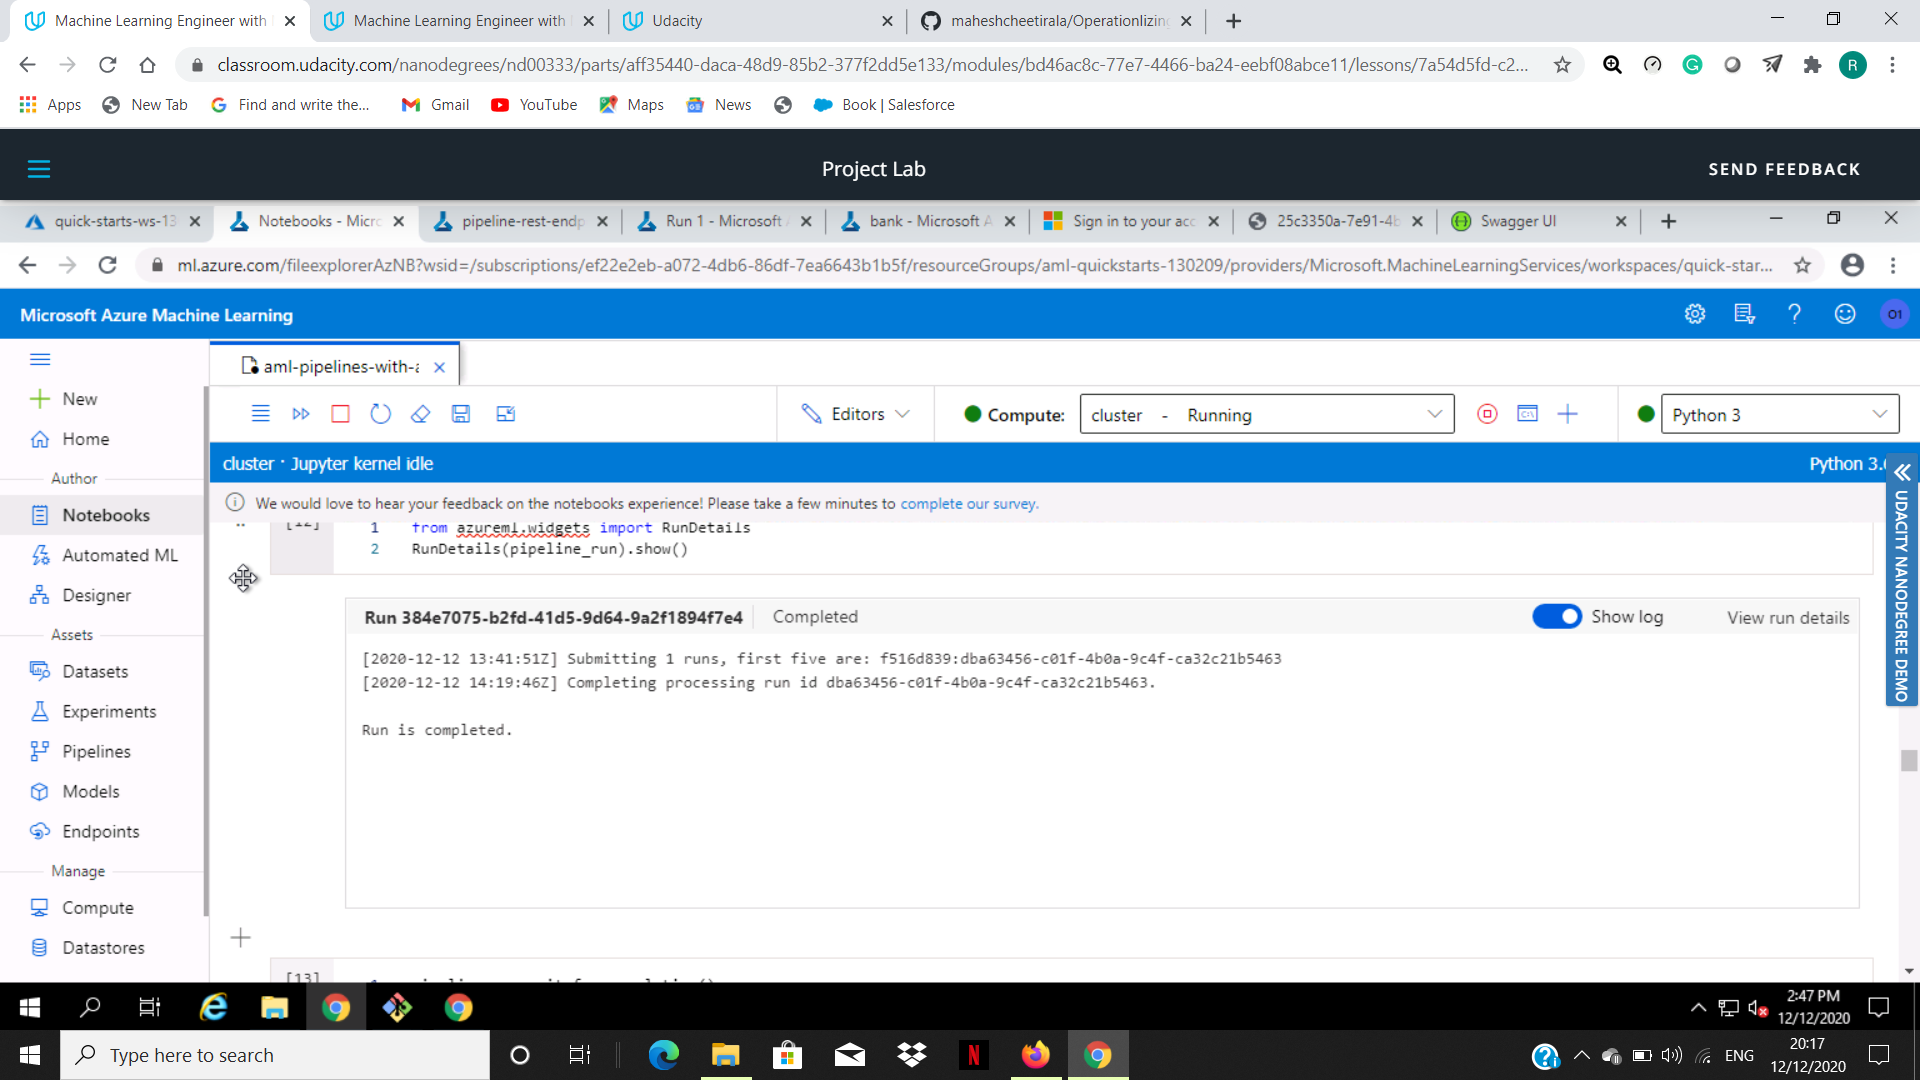 Machine Learning Engineer with
Machine Learning Engineer with
Udacity
maheshcheetirala/Operationlizing
classroom.udacity.com/nanodegrees/nd00333/parts/aff35440-daca-48d9-85b2-377f2dd5e133/modules/bd46ac8c-77e7-4466-ba24-eebf08abce11/lessons/7a54d5fd-c2...
R
Apps
New Tab
Find and write the...
Gmail
YouTube
Maps
News
Book | Salesforce
Project Lab
SEND FEEDBACK
quick-starts-ws-13
Notebooks - Micro
pipeline-rest-endp
Run 1 - Microsoft A
bank - Microsoft A
Sign in to your acc
25c3350a-7e91-4b
Swagger UI
ml.azure.com/fileexplorerAzNB?wsid=/subscriptions/ef22e2eb-a072-4db6-86df-7ea6643b1b5f/resourceGroups/aml-quickstarts-130209/providers/Microsoft.MachineLearningServices/workspaces/quick-star...
Microsoft Azure Machine Learning
O1
aml-pipelines-with-a
New
Home
Author
Notebooks
Automated ML
Designer
Assets
Datasets
Experiments
Pipelines
Models
Endpoints
Manage
Compute
Datastores
Editors
Compute:
cluster - Running
Python 3
cluster · Jupyter kernel idle
Python 3.
We would love to hear your feedback on the notebooks experience! Please take a few minutes to complete our survey.
[12]
1 from azureml.widgets import RunDetails
2 RunDetails(pipeline_run).show()
Run 384e7075-b2fd-41d5-9d64-9a2f1894f7e4
Completed
Show log
View run details
[2020-12-12 13:41:51Z] Submitting 1 runs, first five are: f516d839:dba63456-c01f-4b0a-9c4f-ca32c21b5463
[2020-12-12 14:19:46Z] Completing processing run id dba63456-c01f-4b0a-9c4f-ca32c21b5463.
Run is completed.
[13]
UDACITY NANODEGREE DEMO
2:47 PM
12/12/2020
Type here to search
ENG
20:17
12/12/2020